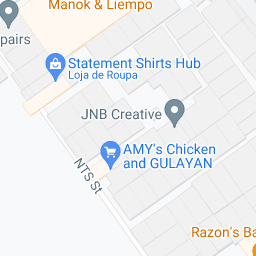 Manok & Liempo
pairs
Statement Shirts Hub
Loja de Roupa
JNB Creative
AMY's Chicken
and GULAYAN
NTS St
Razon's Ba